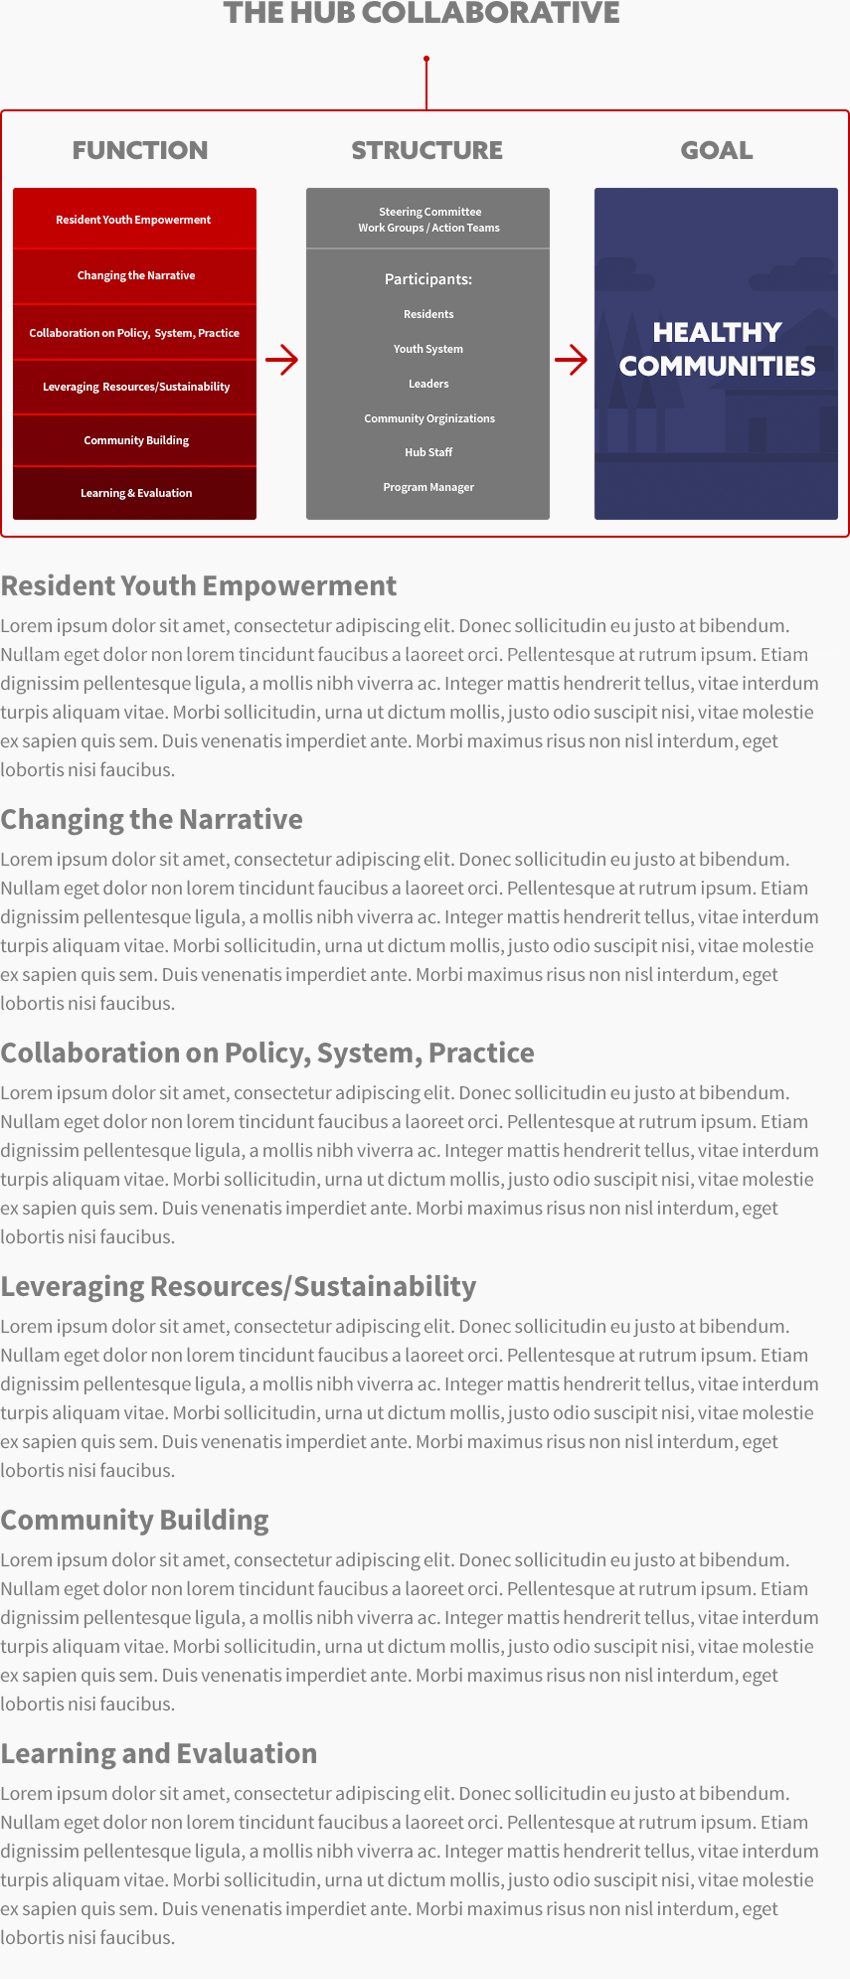 THE HUB COLLABORATIVE
FUNCTION
Resident Youth Empowerment
Changing the Narrative
Collaboration on Policy, System, Practice
Leveraging Resources/Sustainability
Community Building
Learning & Evaluation
STRUCTURE
Steering Committee
Work Groups / Action Teams
Participants:
Residents
Youth System
Leaders
Community Orginizations
Hub Staff
Program Manager
GOAL
HEALTHY
COMMUNITIES
Resident Youth Empowerment
Lorem ipsum dolor sit amet, consectetur adipiscing elit. Donec sollicitudin eu justo at bibendum.
Nullam eget dolor non lorem tincidunt faucibus a laoreet orci. Pellentesque at rutrum ipsum. Etiam
dignissim pellentesque ligula, a mollis nibh viverra ac. Integer mattis hendrerit tellus, vitae interdum
turpis aliquam vitae. Morbi sollicitudin, urna ut dictum mollis, justo odio suscipit nisi, vitae molestie
ex sapien quis sem. Duis venenatis imperdiet ante. Morbi maximus risus non nisl interdum, eget
lobortis nisi faucibus.
Changing the Narrative
Lorem ipsum dolor sit amet, consectetur adipiscing elit. Donec sollicitudin eu justo at bibendum.
Nullam eget dolor non lorem tincidunt faucibus a laoreet orci. Pellentesque at rutrum ipsum. Etiam
dignissim pellentesque ligula, a mollis nibh viverra ac. Integer mattis hendrerit tellus, vitae interdum
turpis aliquam vitae. Morbi sollicitudin, urna ut dictum mollis, justo odio suscipit nisi, vitae molestie
ex sapien quis sem. Duis venenatis imperdiet ante. Morbi maximus risus non nisl interdum, eget
lobortis nisi faucibus.
Collaboration on Policy, System, Practice
Lorem ipsum dolor sit amet, consectetur adipiscing elit. Donec sollicitudin eu justo at bibendum.
Nullam eget dolor non lorem tincidunt faucibus a laoreet orci. Pellentesque at rutrum ipsum. Etiam
dignissim pellentesque ligula, a mollis nibh viverra ac. Integer mattis hendrerit tellus, vitae interdum
turpis aliquam vitae. Morbi sollicitudin, urna ut dictum mollis, justo odio suscipit nisi, vitae molestie
ex sapien quis sem. Duis venenatis imperdiet ante. Morbi maximus risus non nisl interdum, eget
lobortis nisi faucibus.
Leveraging Resources/Sustainability
Lorem ipsum dolor sit amet, consectetur adipiscing elit. Donec sollicitudin eu justo at bibendum.
Nullam eget dolor non lorem tincidunt faucibus a laoreet orci. Pellentesque at rutrum ipsum. Etiam
dignissim pellentesque ligula, a mollis nibh viverra ac. Integer mattis hendrerit tellus, vitae interdum
turpis aliquam vitae. Morbi sollicitudin, urna ut dictum mollis, justo odio suscipit nisi, vitae molestie
ex sapien quis sem. Duis venenatis imperdiet ante. Morbi maximus risus non nisl interdum, eget
lobortis nisi faucibus.
Community Building
Lorem ipsum dolor sit amet, consectetur adipiscing elit. Donec sollicitudin eu justo at bibendum.
Nullam eget dolor non lorem tincidunt faucibus a laoreet orci. Pellentesque at rutrum ipsum. Etiam
dignissim pellentesque ligula, a mollis nibh viverra ac. Integer mattis hendrerit tellus, vitae interdum
turpis aliquam vitae. Morbi sollicitudin, urna ut dictum mollis, justo odio suscipit nisi, vitae molestie
ex sapien quis sem. Duis venenatis imperdiet ante. Morbi maximus risus non nisl interdum, eget
lobortis nisi faucibus.
Learning and Evaluation
Lorem ipsum dolor sit amet, consectetur adipiscing elit. Donec sollicitudin eu justo at bibendum.
Nullam eget dolor non lorem tincidunt faucibus a laoreet orci. Pellentesque at rutrum ipsum. Etiam
dignissim pellentesque ligula, a mollis nibh viverra ac. Integer mattis hendrerit tellus, vitae interdum
turpis aliquam vitae. Morbi sollicitudin, urna ut dictum mollis, justo odio suscipit nisi, vitae molestie
ex sapien quis sem. Duis venenatis imperdiet ante. Morbi maximus risus non nisl interdum, eget
lobortis nisi faucibus.